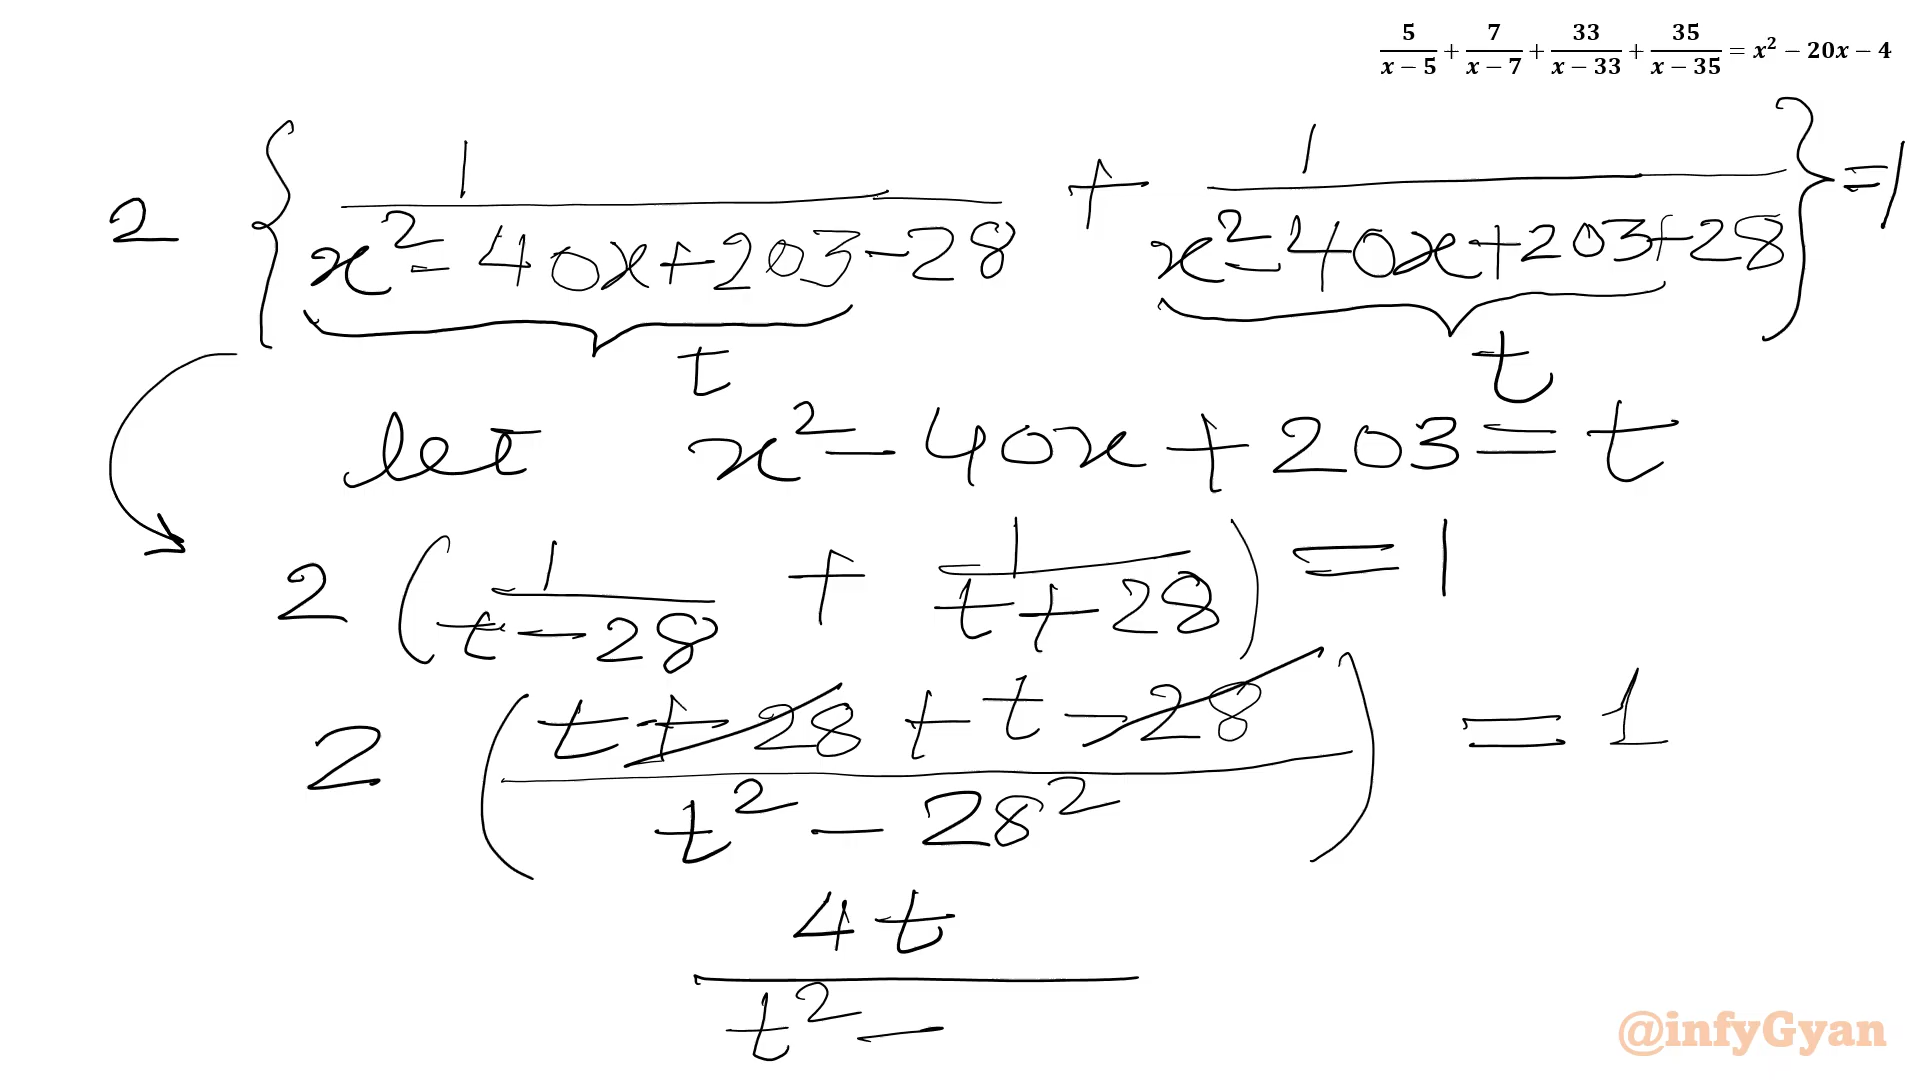 5/(x − 5) + 7/(x − 7) + 33/(x − 33) + 35/(x − 35) = x² − 20x − 4
2 { 1/(x² − 40x + 203 − 28) + 1/(x² − 40x + 203 + 28) } = 1
t t
let x² − 40x + 203 = t
2 ( 1/(t − 28) + 1/(t + 28) ) = 1
2 ( (t + 28 + t − 28)/(t² − 28²) ) = 1
4t
t² −
@infyGyan